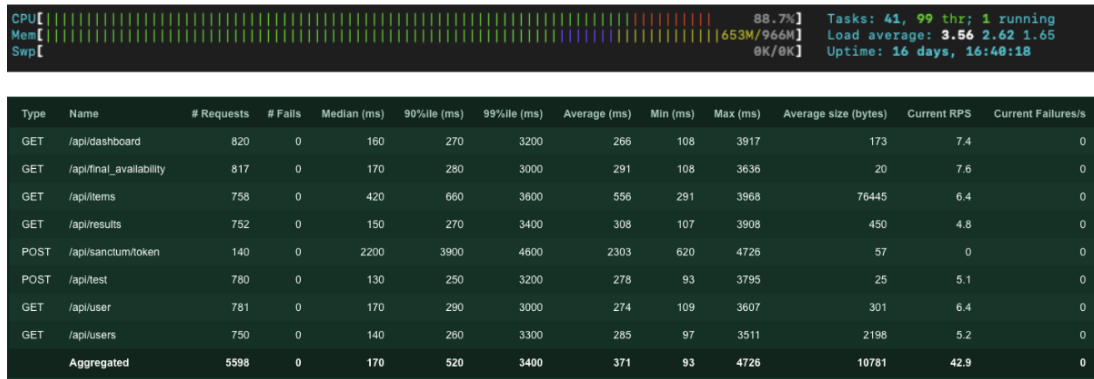 CPU[ 88.7%] Tasks: 41, 99 thr; 1 running
Mem[ 653M/966M] Load average: 3.56 2.62 1.65
Swp[ 0K/0K] Uptime: 16 days, 16:40:18
Type Name # Requests # Fails Median (ms) 90%ile (ms) 99%ile (ms) Average (ms) Min (ms) Max (ms) Average size (bytes) Current RPS Current Failures/s
GET /api/dashboard 820 0 160 270 3200 266 108 3917 173 7.4 0
GET /api/final_availability 817 0 170 280 3000 291 108 3636 20 7.6 0
GET /api/items 758 0 420 660 3600 556 291 3968 76445 6.4 0
GET /api/results 752 0 150 270 3400 308 107 3908 450 4.8 0
POST /api/sanctum/token 140 0 2200 3900 4600 2303 620 4726 57 0 0
POST /api/test 780 0 130 250 3200 278 93 3795 25 5.1 0
GET /api/user 781 0 170 290 3000 274 109 3607 301 6.4 0
GET /api/users 750 0 140 260 3300 285 97 3511 2198 5.2 0
Aggregated 5598 0 170 520 3400 371 93 4726 10781 42.9 0